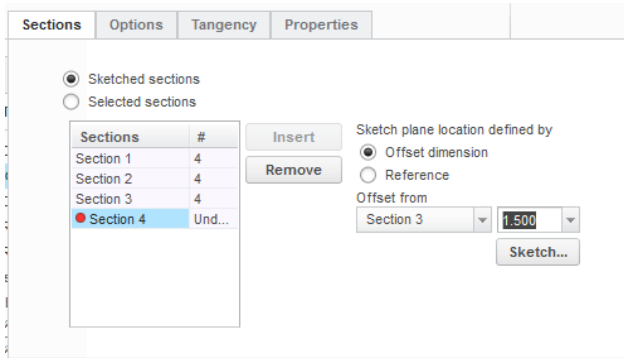 Sections Options Tangency Properties
Sketched sections
Selected sections
Sections #
Section 1 4
Section 2 4
Section 3 4
Section 4 Und...
Insert
Remove
Sketch plane location defined by
Offset dimension
Reference
Offset from
Section 3 1.500
Sketch...